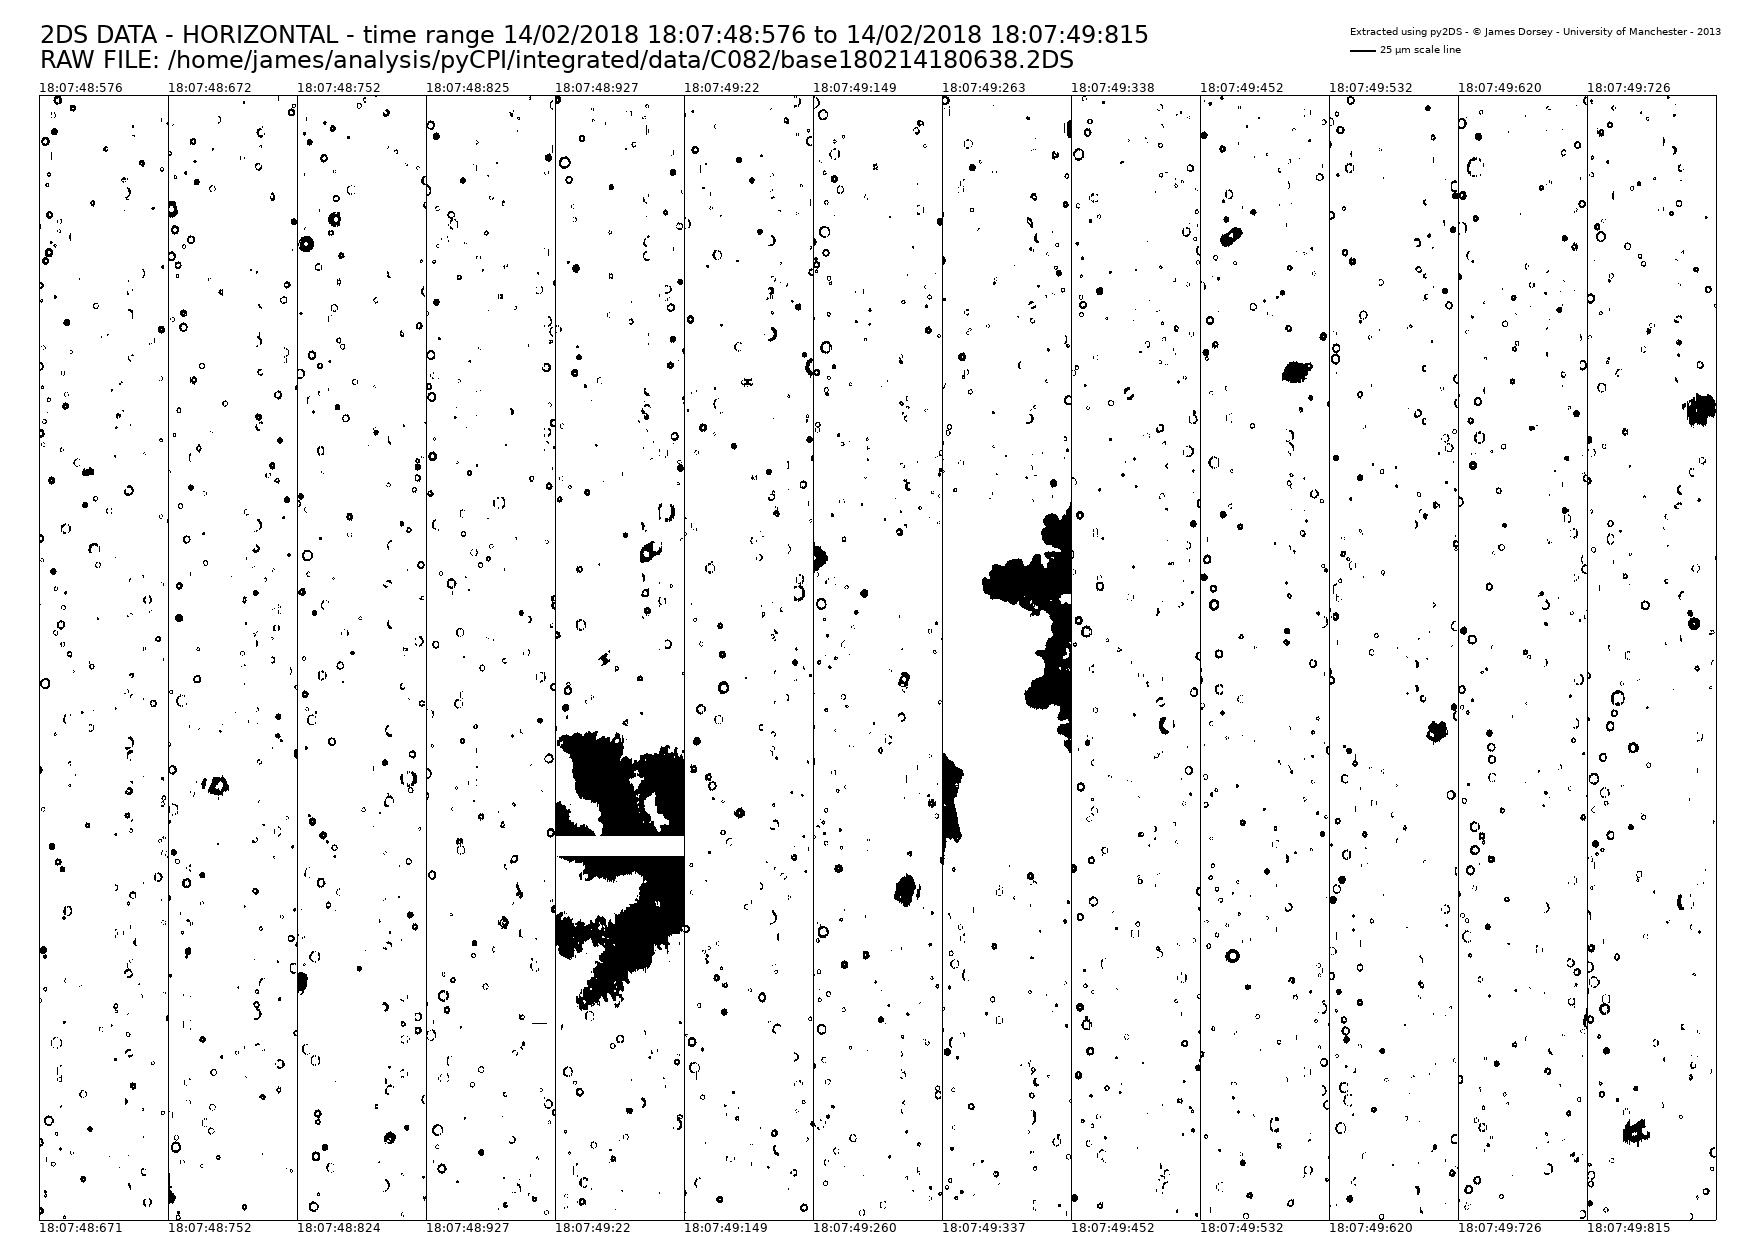 2DS DATA - HORIZONTAL - time range 14/02/2018 18:07:48:576 to 14/02/2018 18:07:49:815
RAW FILE: /home/james/analysis/pyCPI/integrated/data/C082/base180214180638.2DS
Extracted using py2DS - © James Dorsey - University of Manchester - 2013
25 µm scale line
18:07:48:576 18:07:48:672 18:07:48:752 18:07:48:825 18:07:48:927 18:07:49:22 18:07:49:149 18:07:49:263 18:07:49:338 18:07:49:452 18:07:49:532 18:07:49:620 18:07:49:726
18:07:48:671 18:07:48:752 18:07:48:824 18:07:48:927 18:07:49:22 18:07:49:149 18:07:49:260 18:07:49:337 18:07:49:452 18:07:49:532 18:07:49:620 18:07:49:726 18:07:49:815